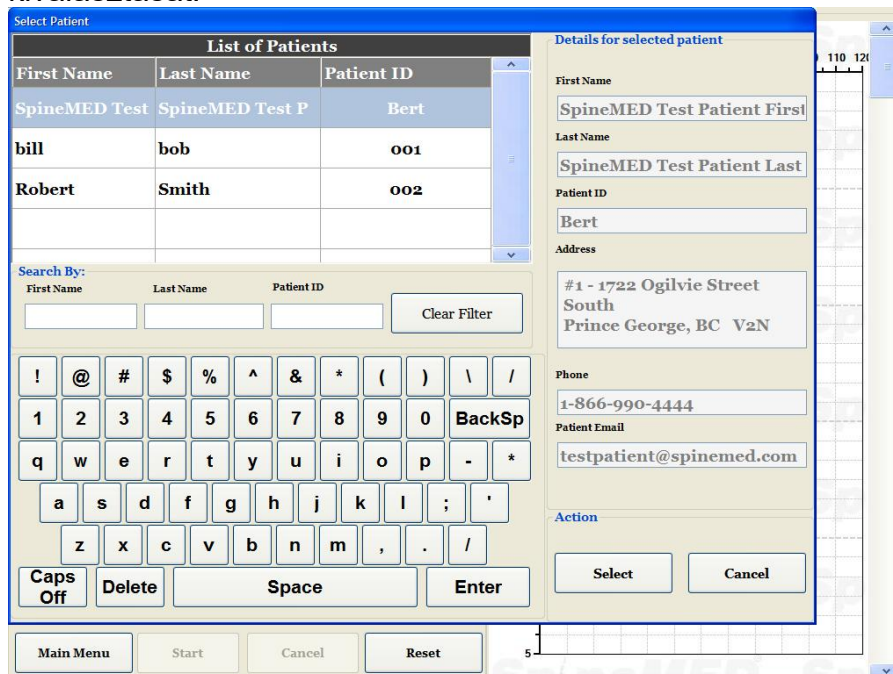 Select Patient
List of Patients
First Name Last Name Patient ID
SpineMED Test SpineMED Test P Bert
bill bob 001
Robert Smith 002
Search By:
First Name Last Name Patient ID
Clear Filter
! @ # $ % ^ & * ( ) \ /
1 2 3 4 5 6 7 8 9 0 BackSp
q w e r t y u i o p - *
a s d f g h j k l ; '
z x c v b n m , . /
Caps Off Delete Space Enter
Details for selected patient
First Name
SpineMED Test Patient First
Last Name
SpineMED Test Patient Last
Patient ID
Bert
Address
#1 - 1722 Ogilvie Street
South
Prince George, BC V2N
Phone
1-866-990-4444
Patient Email
testpatient@spinemed.com
Action
Select Cancel
110 120
Main Menu Start Cancel Reset
5